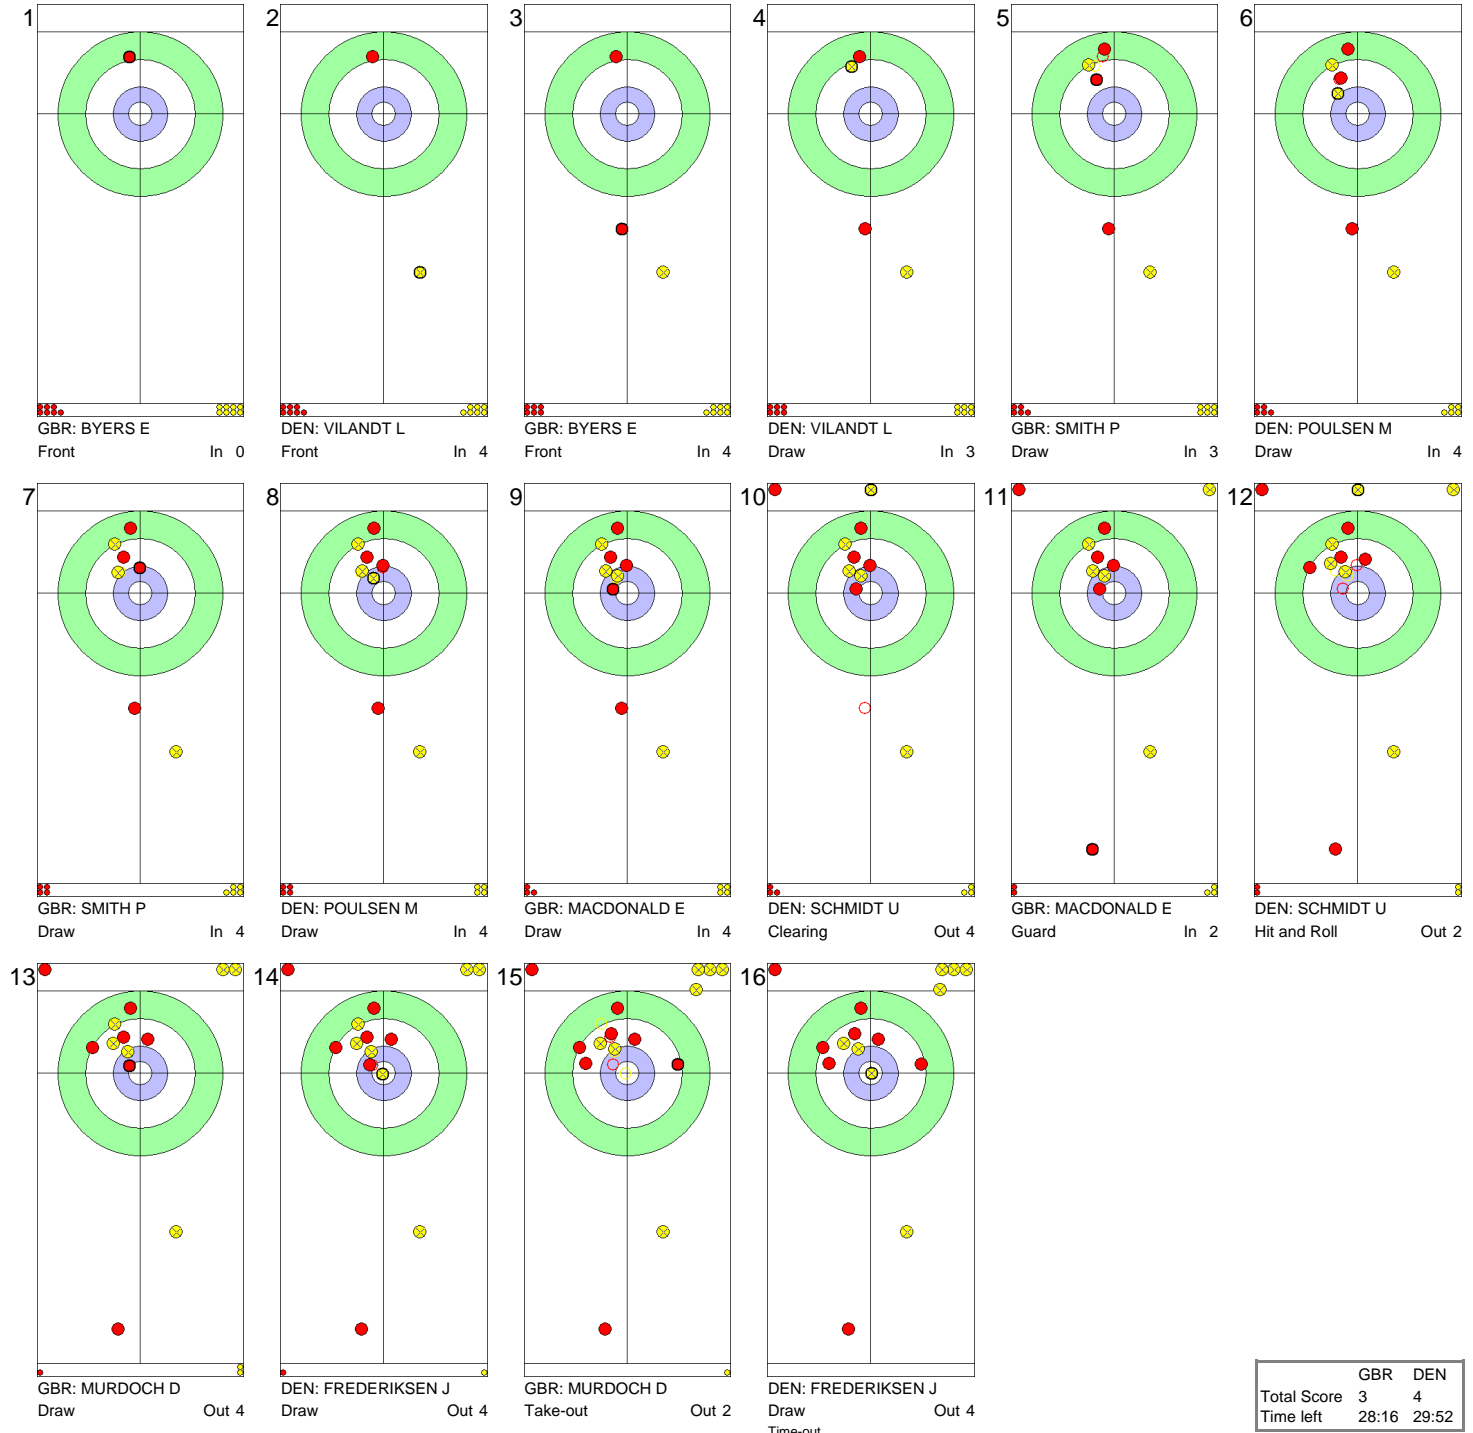 1 2 3 4 5 6
GBR: BYERS E DEN: VILANDT L GBR: BYERS E DEN: VILANDT L GBR: SMITH P DEN: POULSEN M
Front In 0 Front In 4 Front In 4 Draw In 3 Draw In 3 Draw In 4
7 8 9 10 11 12
GBR: SMITH P DEN: POULSEN M GBR: MACDONALD E DEN: SCHMIDT U GBR: MACDONALD E DEN: SCHMIDT U
Draw In 4 Draw In 4 Draw In 4 Clearing Out 4 Guard In 2 Hit and Roll Out 2
13 14 15 16
GBR: MURDOCH D DEN: FREDERIKSEN J GBR: MURDOCH D DEN: FREDERIKSEN J
Draw Out 4 Draw Out 4 Take-out Out 2 Draw Out 4
Time-out
GBR DEN
Total Score 3 4
Time left 28:16 29:52